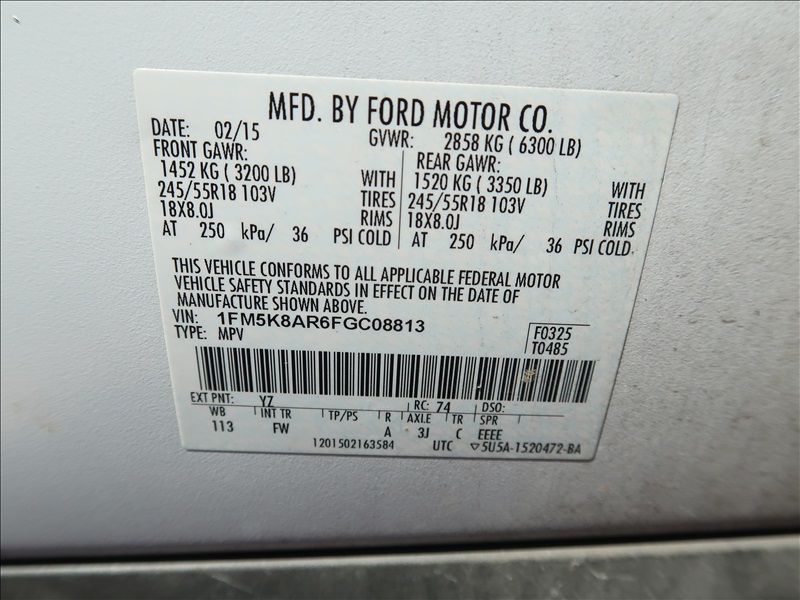 MFD. BY FORD MOTOR CO.
DATE: 02/15 GVWR: 2858 KG ( 6300 LB)
FRONT GAWR: REAR GAWR:
1452 KG ( 3200 LB) WITH 1520 KG ( 3350 LB) WITH
245/55R18 103V TIRES 245/55R18 103V TIRES
18X8.0J RIMS 18X8.0J RIMS
AT 250 kPa/ 36 PSI COLD AT 250 kPa/ 36 PSI COLD
THIS VEHICLE CONFORMS TO ALL APPLICABLE FEDERAL MOTOR
VEHICLE SAFETY STANDARDS IN EFFECT ON THE DATE OF
MANUFACTURE SHOWN ABOVE.
VIN: 1FM5K8AR6FGC08813 F0325
TYPE: MPV T0485
EXT PNT: YZ RC: 74 DSO:
WB INT TR TP/PS R AXLE TR SPR
113 FW A 3J C EEEE
1201502163584 UTC ▽5U5A-1520472-BA